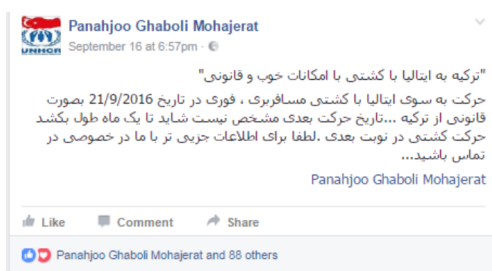 Panahjoo Ghaboli Mohajerat
September 16 at 6:57pm ·
UNHCR
"ترکیه به ایتالیا با کشتی با امکانات خوب و قانونی"
حرکت به سوی ایتالیا با کشتی مسافربری ، فوری در تاریخ 21/9/2016 بصورت
قانونی از ترکیه ...تاریخ حرکت بعدی مشخص نیست شاید تا یک ماه طول بکشد
حرکت کشتی در نوبت بعدی .لطفا برای اطلاعات جزیی تر با ما در خصوصی در
تماس باشید...
Panahjoo Ghaboli Mohajerat
Like Comment Share
Panahjoo Ghaboli Mohajerat and 88 others